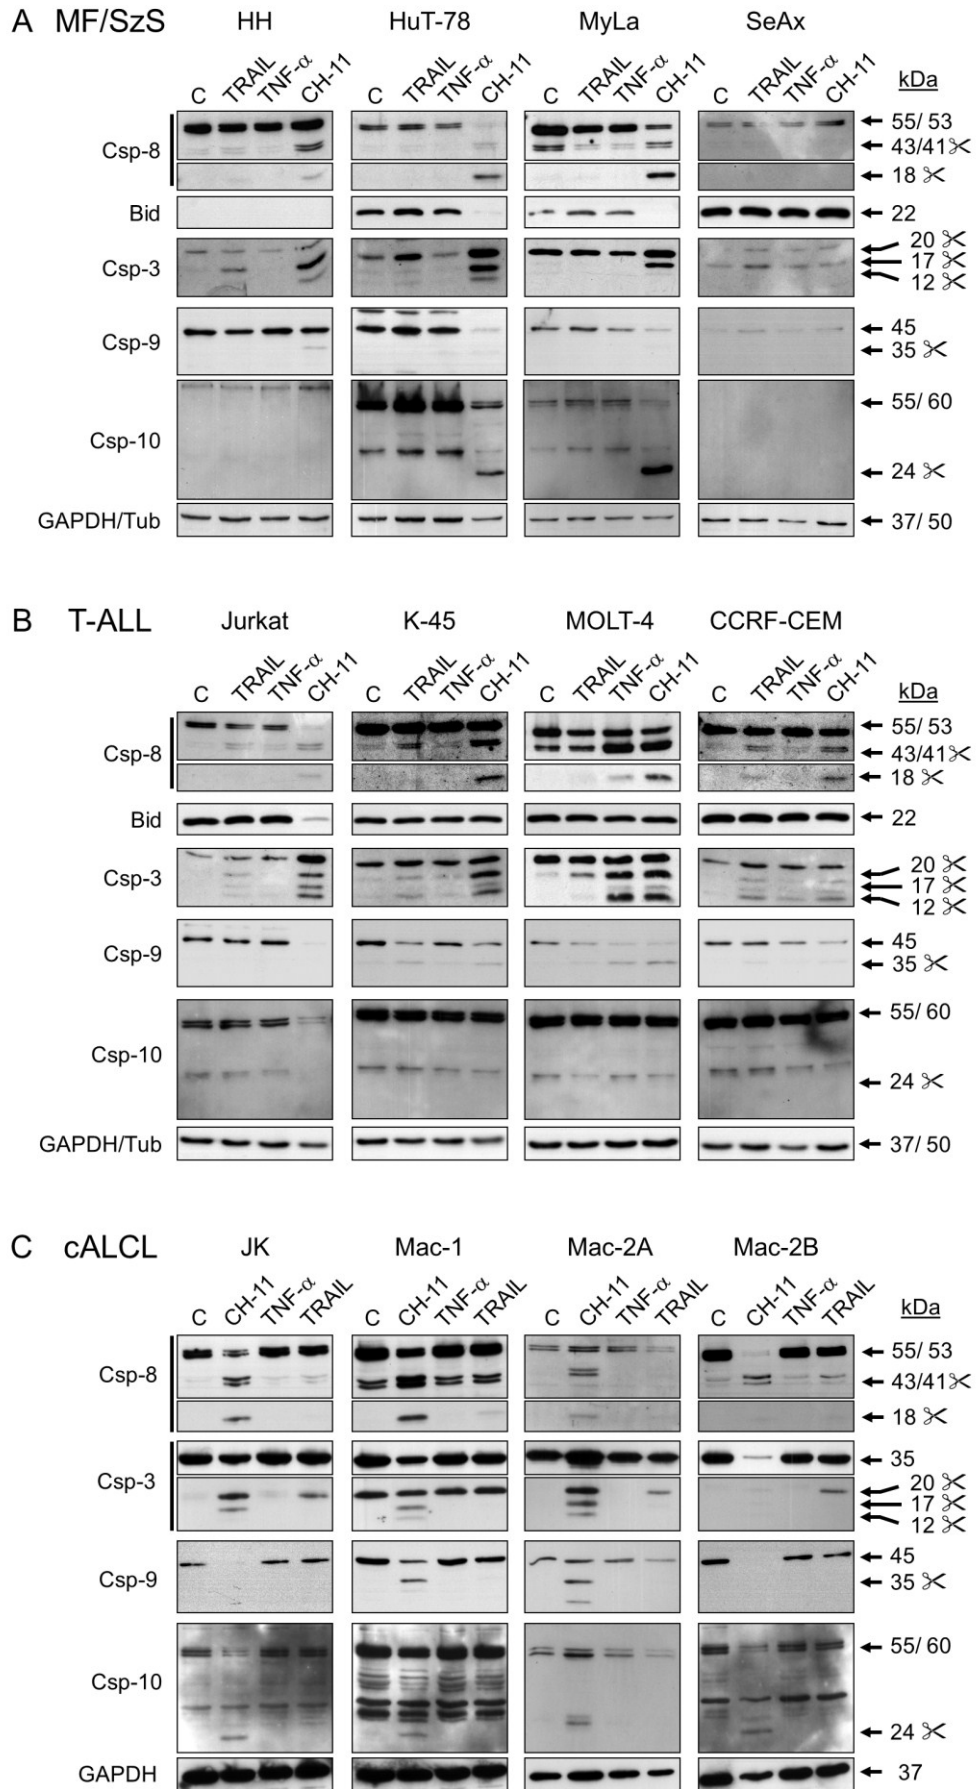 A MF/SzS HH HuT-78 MyLa SeAx
C TRAIL TNF-α CH-11 C TRAIL TNF-α CH-11 C TRAIL TNF-α CH-11 C TRAIL TNF-α CH-11 kDa
Csp-8 55/ 53
43/41
18
Bid 22
Csp-3 20
17
12
Csp-9 45
35
Csp-10 55/ 60
24
GAPDH/Tub 37/ 50
B T-ALL Jurkat K-45 MOLT-4 CCRF-CEM
C TRAIL TNF-α CH-11 C TRAIL TNF-α CH-11 C TRAIL TNF-α CH-11 C TRAIL TNF-α CH-11 kDa
Csp-8 55/ 53
43/41
18
Bid 22
Csp-3 20
17
12
Csp-9 45
35
Csp-10 55/ 60
24
GAPDH/Tub 37/ 50
C cALCL JK Mac-1 Mac-2A Mac-2B
C CH-11 TNF-α TRAIL C CH-11 TNF-α TRAIL C CH-11 TNF-α TRAIL C CH-11 TNF-α TRAIL kDa
Csp-8 55/ 53
43/41
18
Csp-3 35
20
17
12
Csp-9 45
35
Csp-10 55/ 60
24
GAPDH 37